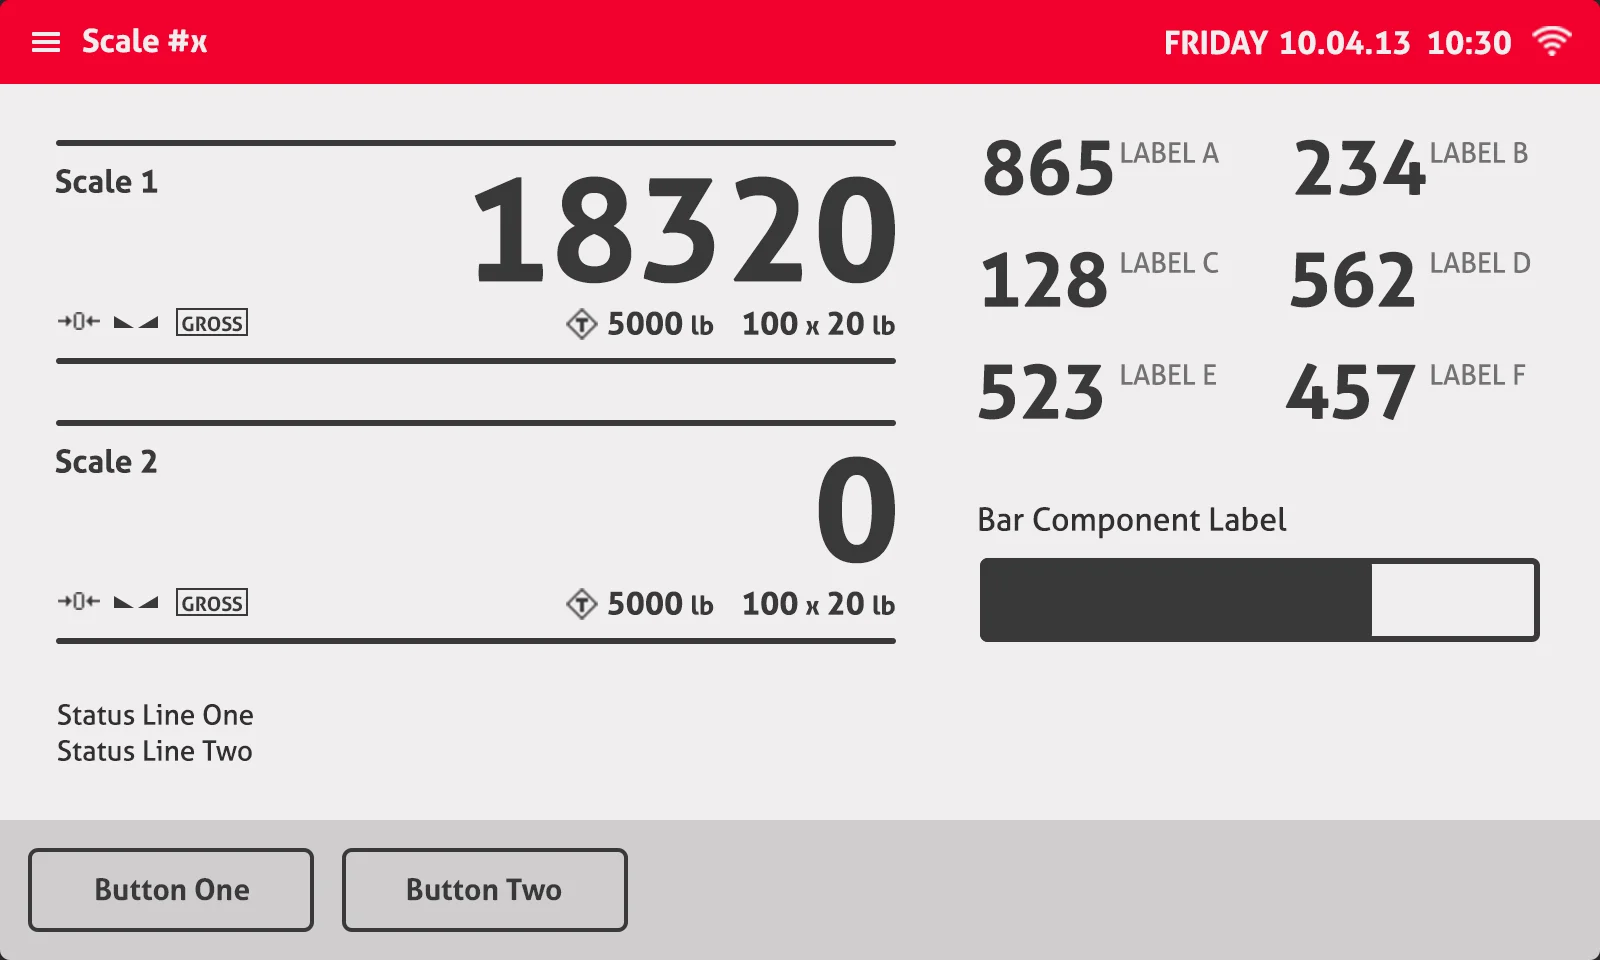 Scale #x
FRIDAY 10.04.13 10:30
Scale 1
18320
→0← GROSS
T 5000 lb 100 x 20 lb
Scale 2
0
→0← GROSS
T 5000 lb 100 x 20 lb
Status Line One
Status Line Two
865 LABEL A 234 LABEL B
128 LABEL C 562 LABEL D
523 LABEL E 457 LABEL F
Bar Component Label
Button One Button Two